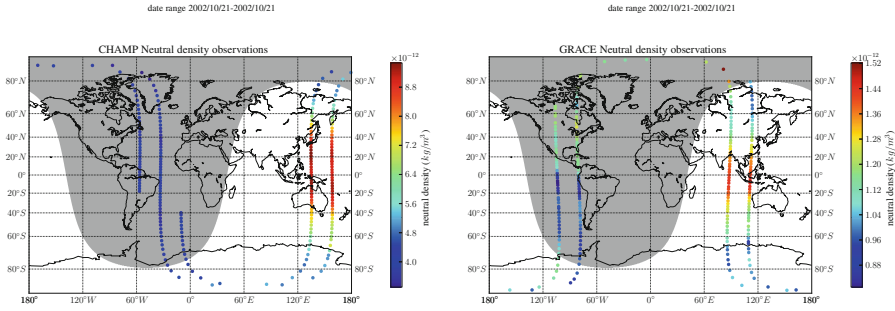 date range 2002/10/21-2002/10/21
CHAMP Neutral density observations
80°N
60°N
40°N
20°N
0°
20°S
40°S
60°S
80°S
80°N
60°N
40°N
20°N
0°
20°S
40°S
60°S
80°S
180°
120°W
60°W
0°
60°E
120°E
180°
×10⁻¹²
8.8
8.0
7.2
6.4
5.6
4.8
4.0
neutral density (kg/m³)
date range 2002/10/21-2002/10/21
GRACE Neutral density observations
80°N
60°N
40°N
20°N
0°
20°S
40°S
60°S
80°S
80°N
60°N
40°N
20°N
0°
20°S
40°S
60°S
80°S
180°
120°W
60°W
0°
60°E
120°E
180°
×10⁻¹²
1.52
1.44
1.36
1.28
1.20
1.12
1.04
0.96
0.88
neutral density (kg/m³)